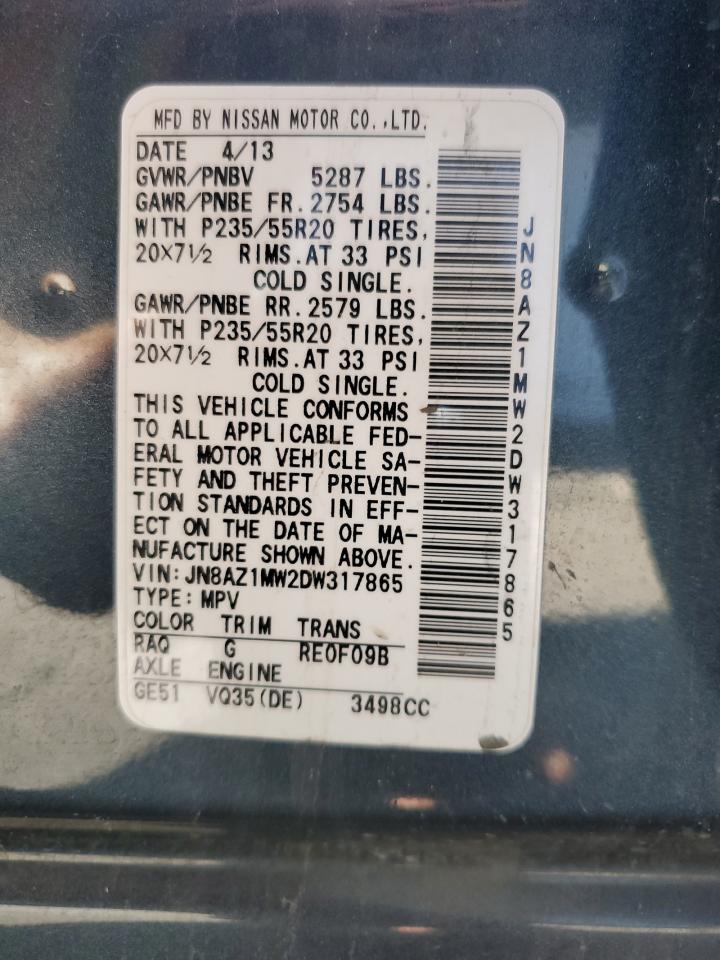 MFD BY NISSAN MOTOR CO.,LTD.
DATE 4/13
GVWR/PNBV 5287 LBS.
GAWR/PNBE FR.2754 LBS.
WITH P235/55R20 TIRES,
20×7½ RIMS.AT 33 PSI
COLD SINGLE.
GAWR/PNBE RR.2579 LBS.
WITH P235/55R20 TIRES,
20×7½ RIMS.AT 33 PSI
COLD SINGLE.
THIS VEHICLE CONFORMS
TO ALL APPLICABLE FED-
ERAL MOTOR VEHICLE SA-
FETY AND THEFT PREVEN-
TION STANDARDS IN EFF-
ECT ON THE DATE OF MA-
NUFACTURE SHOWN ABOVE.
VIN:JN8AZ1MW2DW317865
TYPE:MPV
COLOR TRIM TRANS
RAQ G RE0F09B
AXLE ENGINE
GE51 VQ35(DE) 3498CC
JN8AZ1MW2DW317865